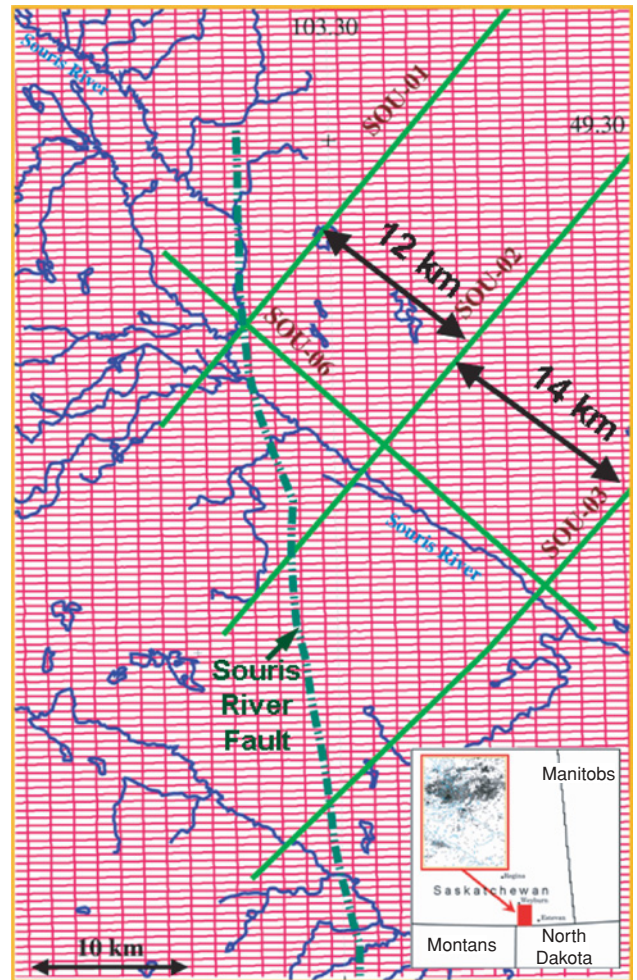 103.30
Souris
River
SOU-01
49.30
12 km
SOU-02
SOU-06
14 km
SOU-03
Souris
River
Souris
River
Fault
Manitobs
Regina
Saskatchewan
Weyburn
Estevan
Montans
North
Dakota
10 km